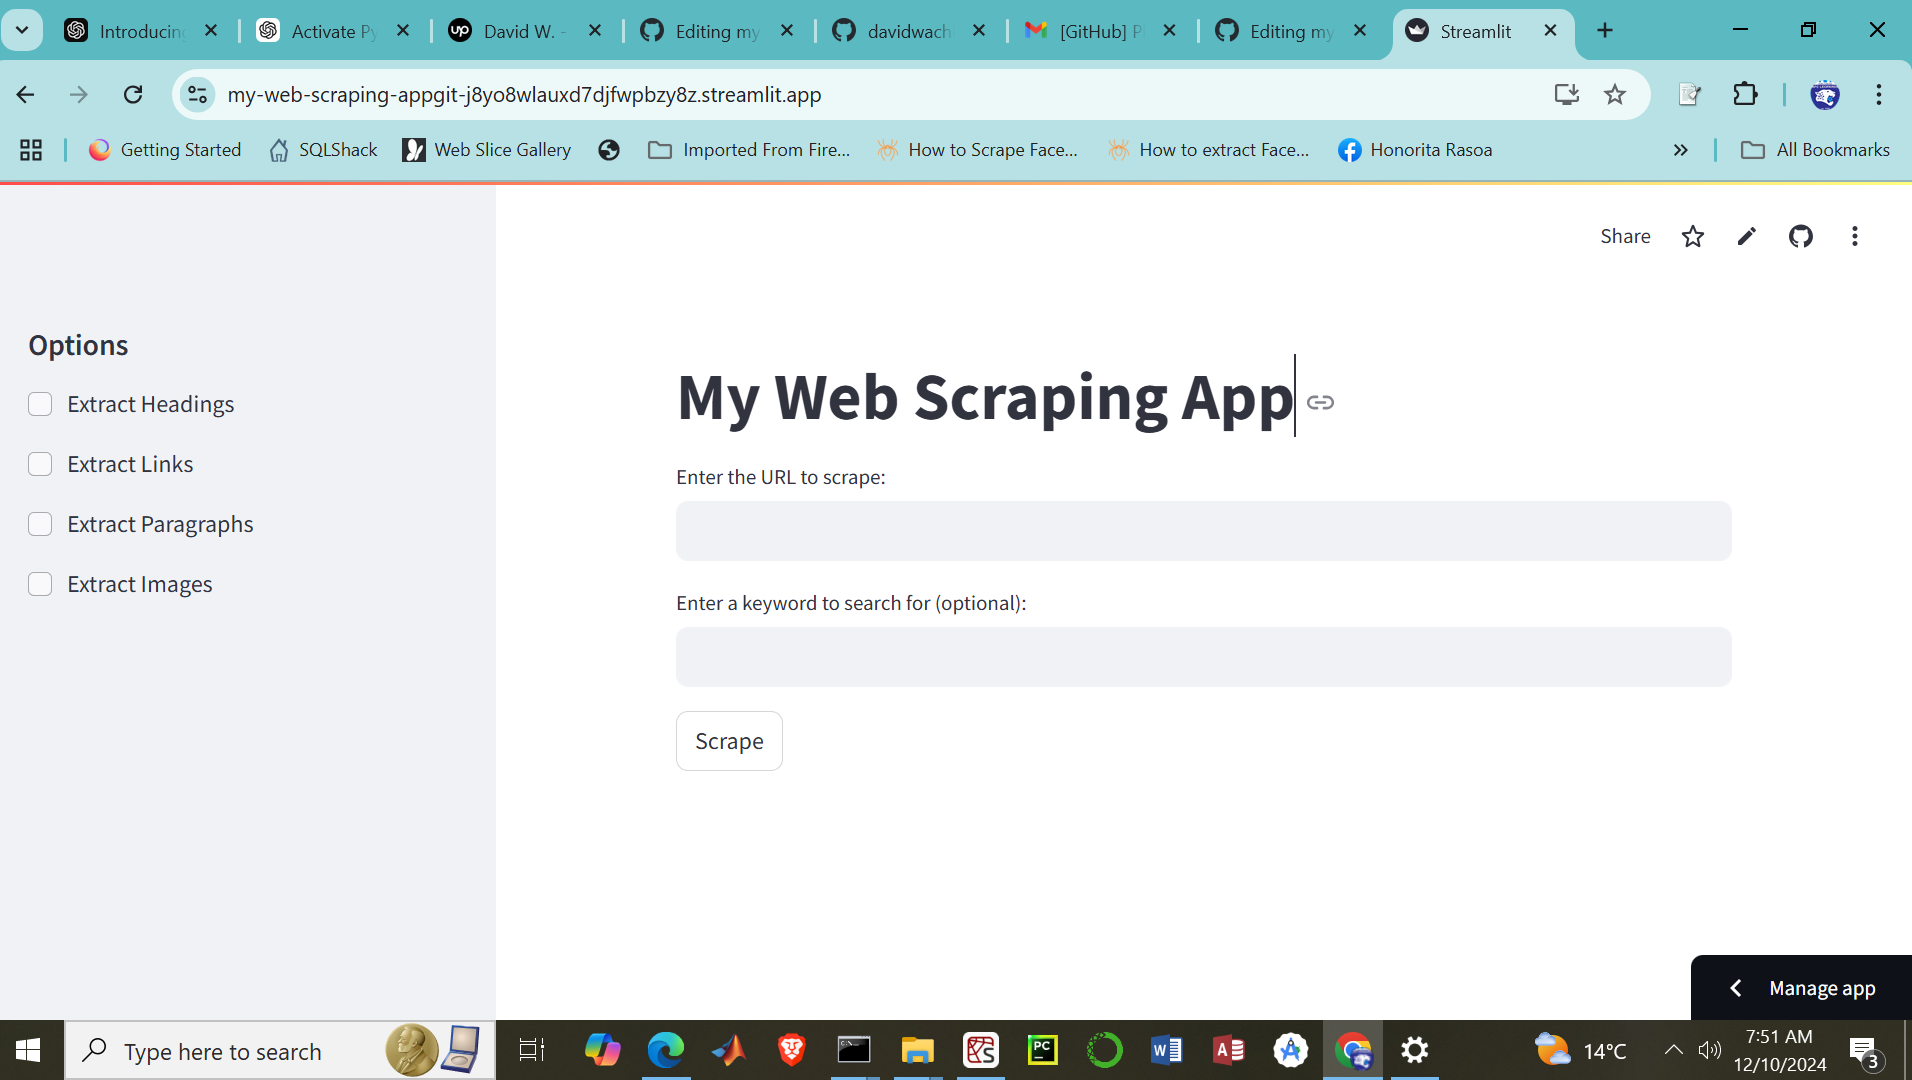 Introducing
Activate Py
up
David W. -
Editing my
davidwach
[GitHub] P
Editing my
Streamlit
my-web-scraping-appgit-j8yo8wlauxd7djfwpbzy8z.streamlit.app
Getting Started
SQLShack
Web Slice Gallery
Imported From Fire...
How to Scrape Face...
How to extract Face...
Honorita Rasoa
All Bookmarks
Share
Options
Extract Headings
Extract Links
Extract Paragraphs
Extract Images
My Web Scraping App
Enter the URL to scrape:
Enter a keyword to search for (optional):
Scrape
Manage app
Type here to search
PC
14°C
7:51 AM
12/10/2024
3